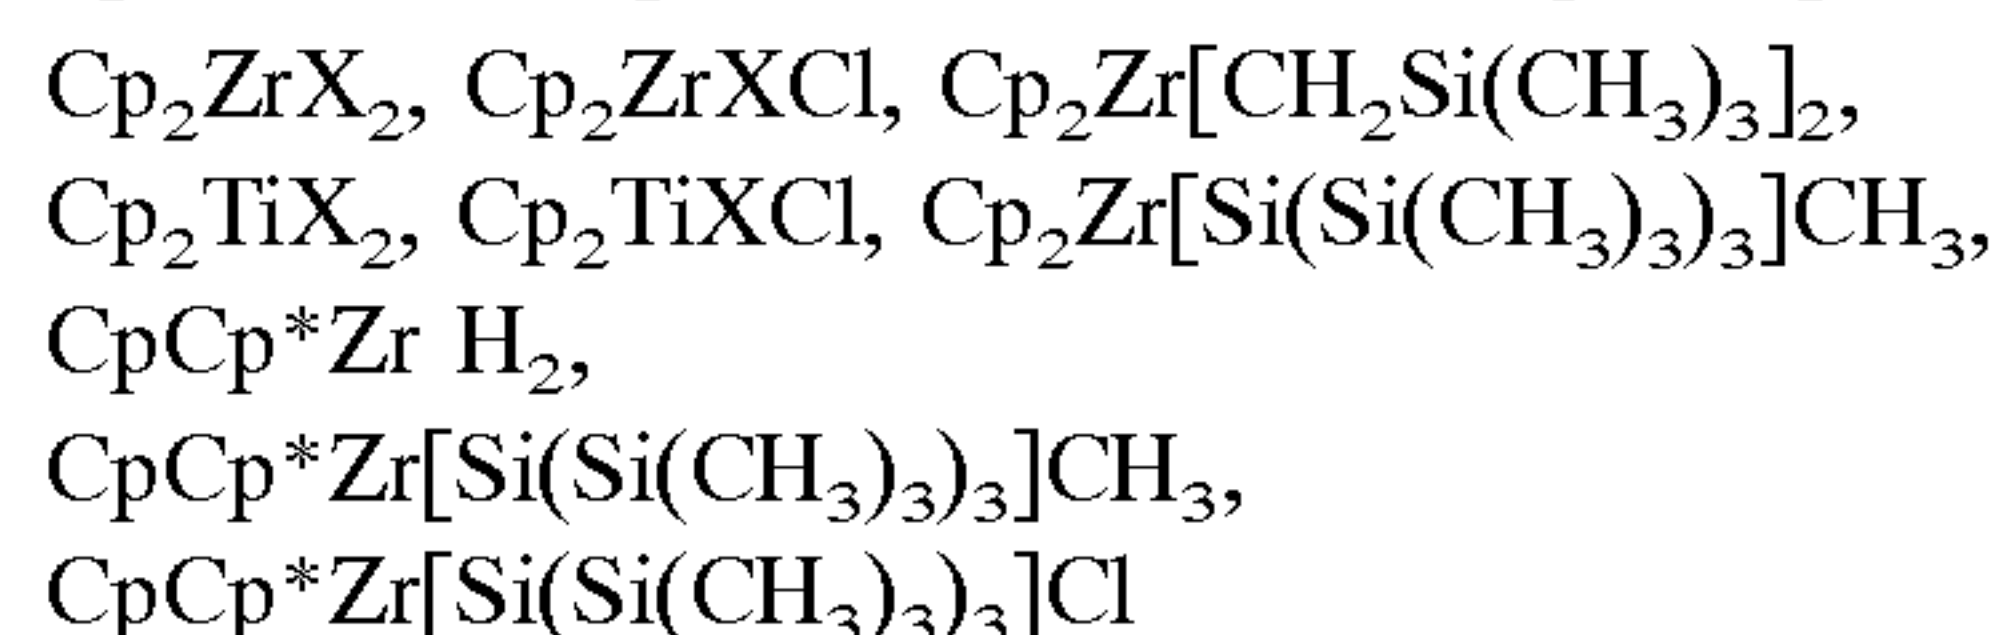 Cp₂ZrX₂, Cp₂ZrXCl, Cp₂Zr[CH₂Si(CH₃)₃]₂,
Cp₂TiX₂, Cp₂TiXCl, Cp₂Zr[Si(Si(CH₃)₃)₃]CH₃,
CpCp*Zr H₂,
CpCp*Zr[Si(Si(CH₃)₃)₃]CH₃,
CpCp*Zr[Si(Si(CH₃)₃)₃]Cl